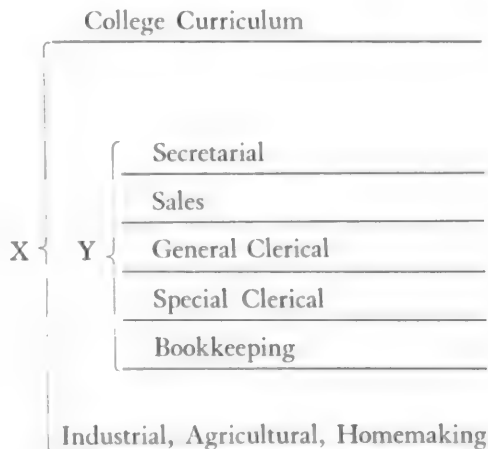 College Curriculum
Secretarial
Sales
X Y General Clerical
Special Clerical
Bookkeeping
Industrial, Agricultural, Homemaking